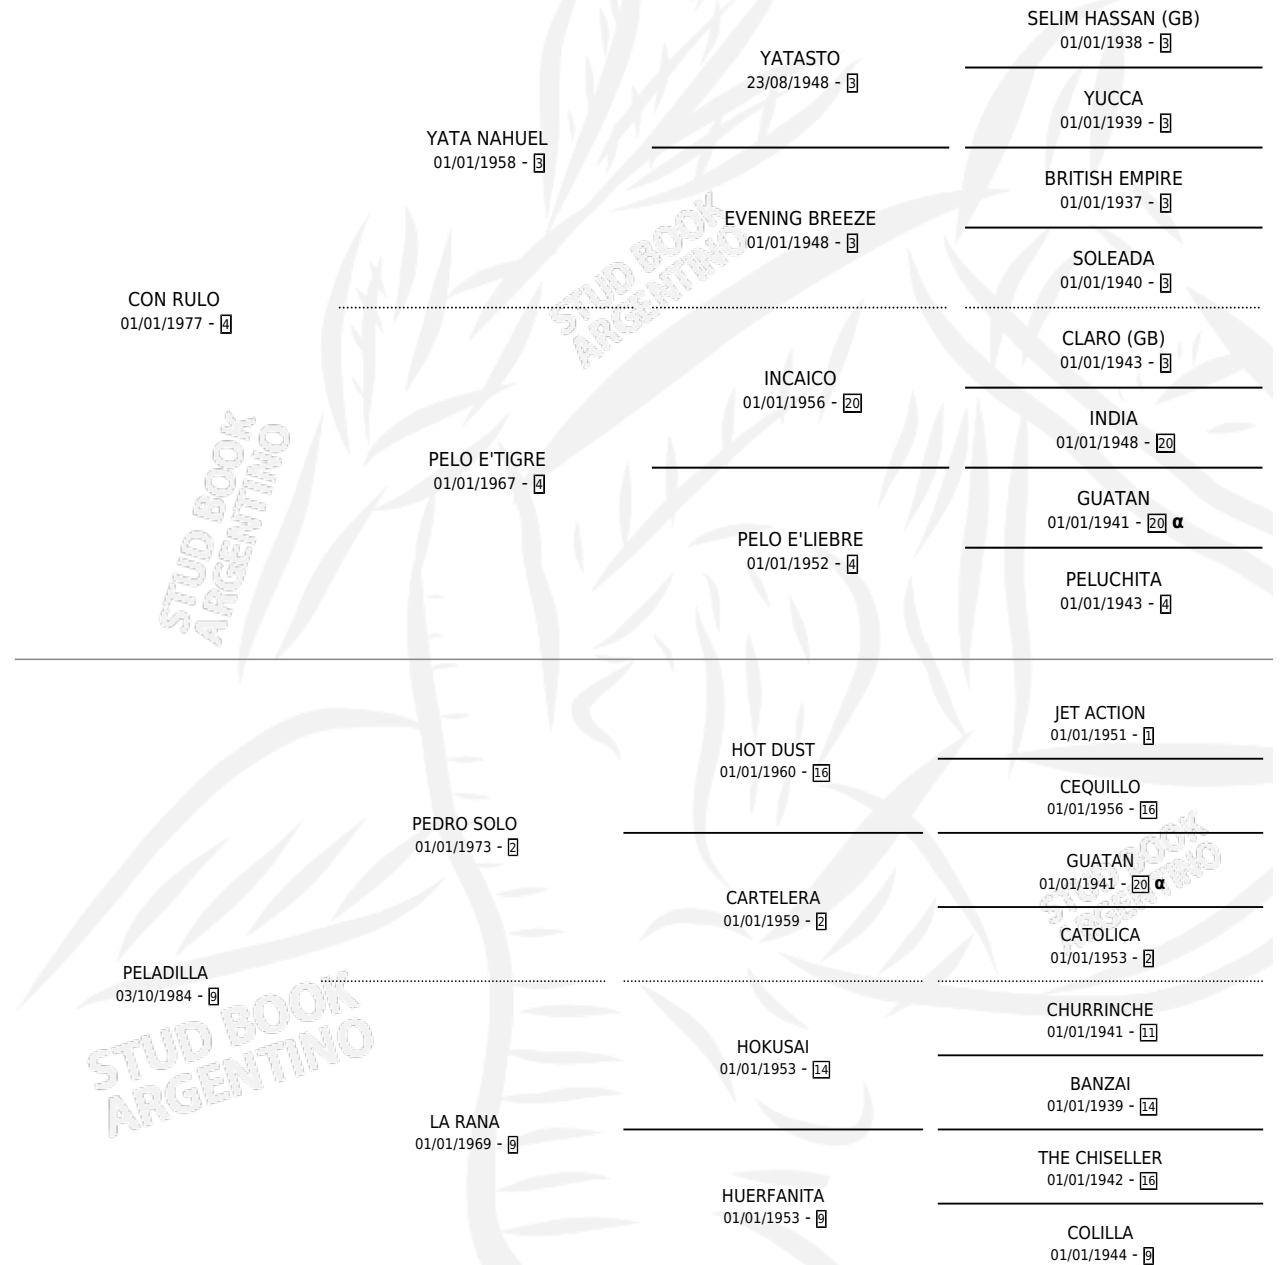 SELIM HASSAN (GB)
01/01/1938 - 3
YATASTO
23/08/1948 - 3
YUCCA
01/01/1939 - 3
YATA NAHUEL
01/01/1958 - 3
BRITISH EMPIRE
01/01/1937 - 3
EVENING BREEZE
01/01/1948 - 3
SOLEADA
01/01/1940 - 3
CON RULO
01/01/1977 - 4
CLARO (GB)
01/01/1943 - 3
INCAICO
01/01/1956 - 20
INDIA
01/01/1948 - 20
PELO E'TIGRE
01/01/1967 - 4
GUATAN
01/01/1941 - 20 α
PELO E'LIEBRE
01/01/1952 - 4
PELUCHITA
01/01/1943 - 4
JET ACTION
01/01/1951 - 1
HOT DUST
01/01/1960 - 16
CEQUILLO
01/01/1956 - 16
PEDRO SOLO
01/01/1973 - 2
GUATAN
01/01/1941 - 20 α
CARTELERA
01/01/1959 - 2
CATOLICA
01/01/1953 - 2
PELADILLA
03/10/1984 - 9
CHURRINCHE
01/01/1941 - 11
HOKUSAI
01/01/1953 - 14
BANZAI
01/01/1939 - 14
LA RANA
01/01/1969 - 9
THE CHISELLER
01/01/1942 - 16
HUERFANITA
01/01/1953 - 9
COLILLA
01/01/1944 - 9
STUD BOOK
ARGENTINO
STUD BOOK
ARGENTINO
STUD BOOK
ARGENTINO
STUD BOOK
ARGENTINO